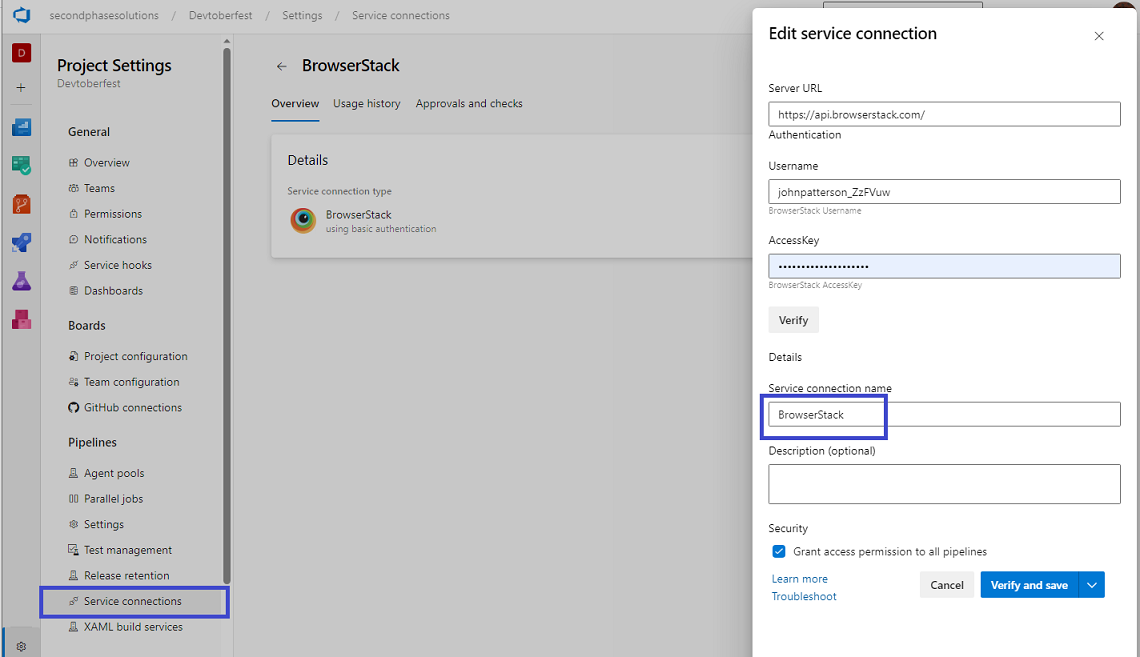 secondphasesolutions / Devtoberfest / Settings / Service connections
D
Project Settings
Devtoberfest
General
Overview
Teams
Permissions
Notifications
Service hooks
Dashboards
Boards
Project configuration
Team configuration
GitHub connections
Pipelines
Agent pools
Parallel jobs
Settings
Test management
Release retention
Service connections
XAML build services
BrowserStack
Overview Usage history Approvals and checks
Details
Service connection type
BrowserStack
using basic authentication
Edit service connection
Server URL
https://api.browserstack.com/
Authentication
Username
johnpatterson_ZzFVuw
BrowserStack Username
AccessKey
••••••••••••••••••••
BrowserStack AccessKey
Verify
Details
Service connection name
BrowserStack
Description (optional)
Security
Grant access permission to all pipelines
Learn more
Troubleshoot
Cancel
Verify and save